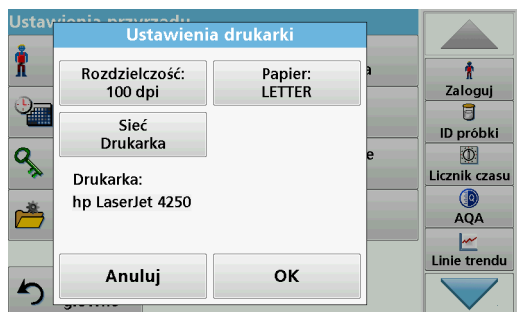 Ustawienia przyrządu
Ustawienia drukarki
Rozdzielczość:
100 dpi
Papier:
LETTER
Sieć
Drukarka
Drukarka:
hp LaserJet 4250
Anuluj
OK
Zaloguj
ID próbki
Licznik czasu
AQA
Linie trendu